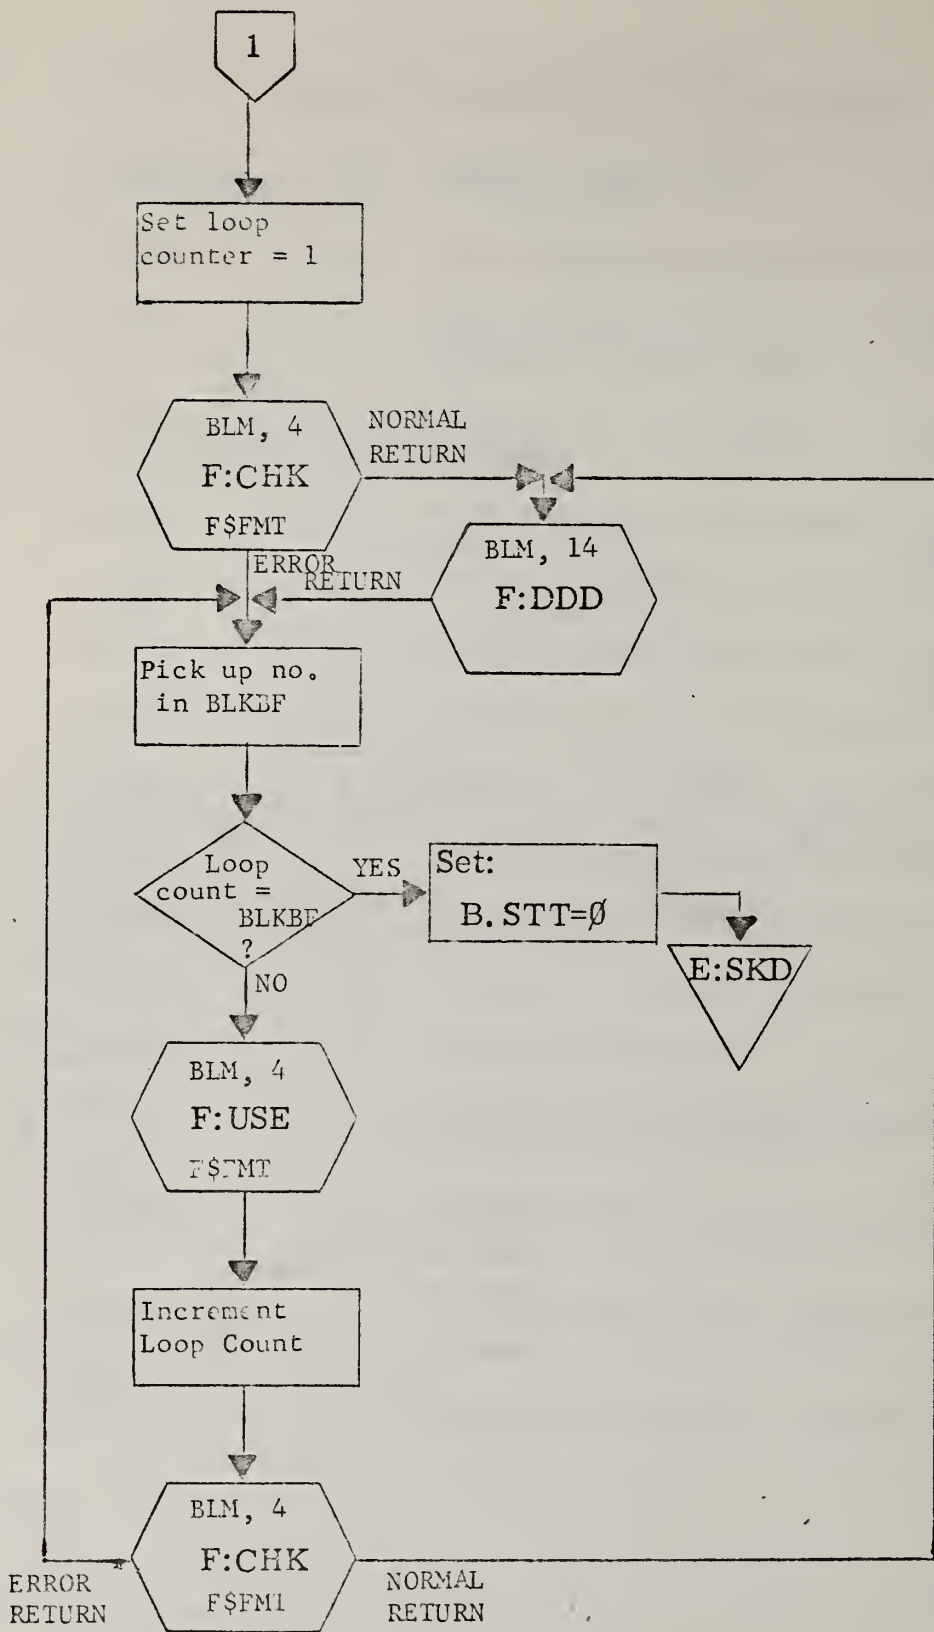 1
Set loop
counter = 1
BLM, 4
F:CHK
F$FMT
NORMAL
RETURN
ERROR
RETURN
BLM, 14
F:DDD
Pick up no.
in BLKBF
Loop
count =
BLKBF
?
YES
NO
Set:
B.STT=Ø
E:SKD
BLM, 4
F:USE
F$FMT
Increment
Loop Count
BLM, 4
F:CHK
F$FMT
ERROR
RETURN
NORMAL
RETURN